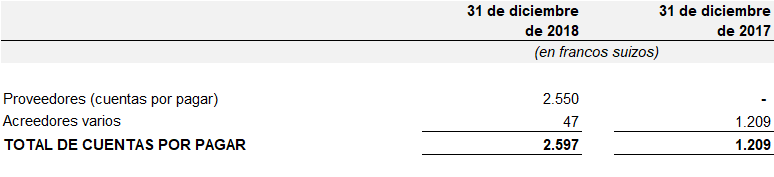 31 de diciembre 31 de diciembre
de 2018 de 2017
(en francos suizos)
Proveedores (cuentas por pagar) 2.550 -
Acreedores varios 47 1.209
TOTAL DE CUENTAS POR PAGAR 2.597 1.209